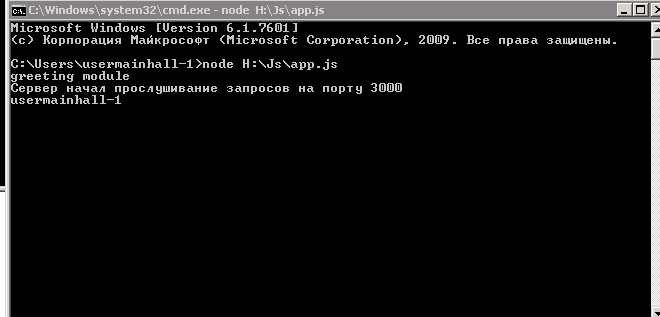 C:\Windows\system32\cmd.exe - node H:\Js\app.js
Microsoft Windows [Version 6.1.7601]
(c) Корпорация Майкрософт (Microsoft Corporation), 2009. Все права защищены.
C:\Users\usermainhall-1>node H:\Js\app.js
greeting module
Сервер начал прослушивание запросов на порту 3000
usermainhall-1